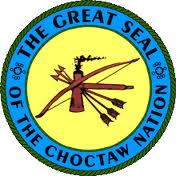 THE GREAT SEAL
OF THE CHOCTAW NATION